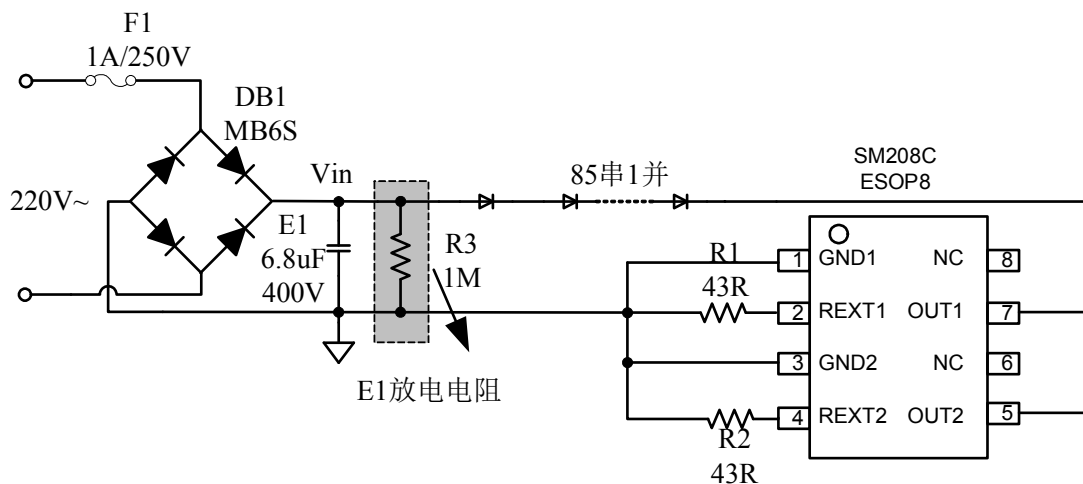 F1
1A/250V
DB1
MB6S
220V~
Vin
E1
6.8uF
400V
R3
1M
E1放电电阻
85串1并
SM208C
ESOP8
R1
43R
R2
43R
1 GND1 NC 8
2 REXT1 OUT1 7
3 GND2 NC 6
4 REXT2 OUT2 5